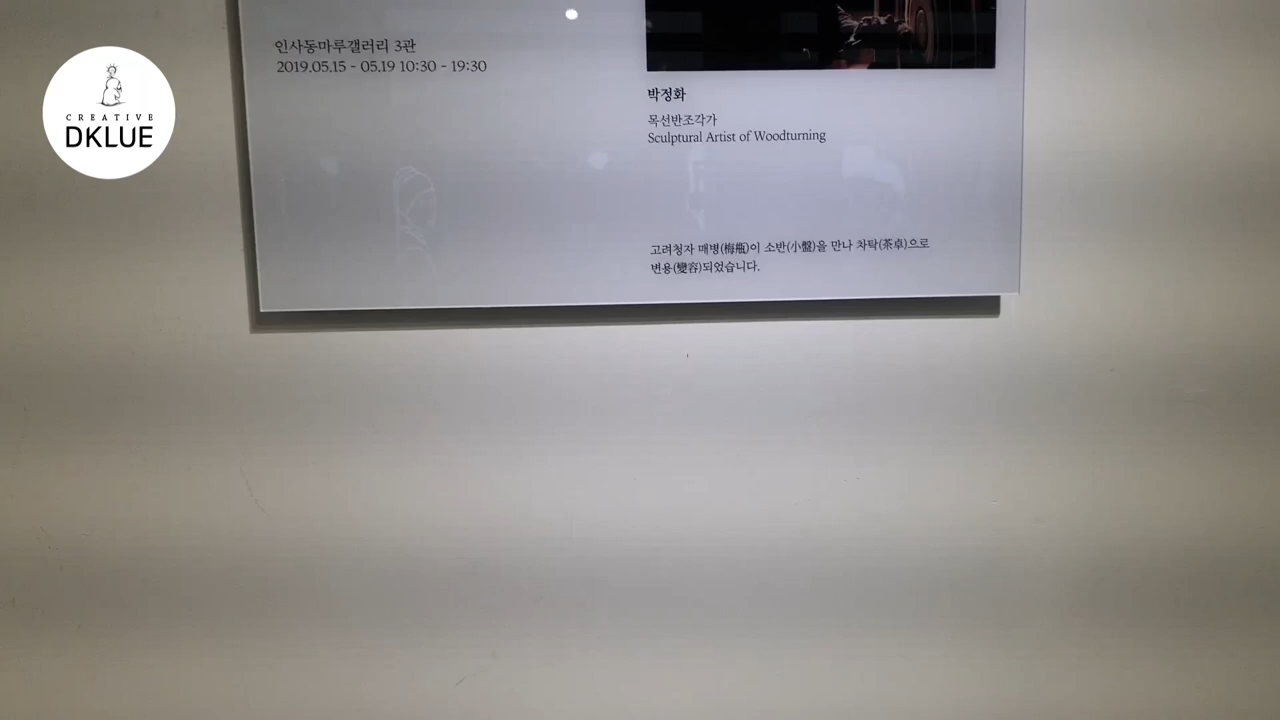 CREATIVE
DKLUE
인사동마루갤러리 3관
2019.05.15 - 05.19 10:30 - 19:30
박정화
목선반조각가
Sculptural Artist of Woodturning
고려청자 매병(梅甁)이 소반(小盤)을 만나 차탁(茶卓)으로
변용(變容)되었습니다.